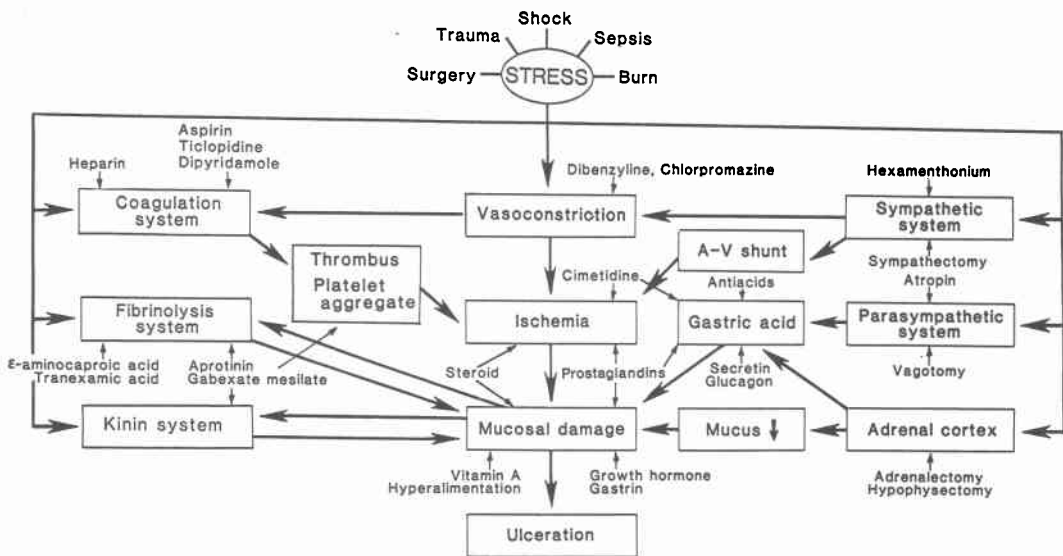 Shock
Trauma
Sepsis
Surgery
STRESS
Burn
Aspirin
Ticlopidine
Dipyridamole
Heparin
Dibenzyline, Chlorpromazine
Hexamenthonium
Coagulation
system
Vasoconstriction
Sympathetic
system
A-V shunt
Thrombus
Platelet
aggregate
Cimetidine
Antiacids
Sympathectomy
Atropin
Fibrinolysis
system
Ischemia
Gastric acid
Parasympathetic
system
ε-aminocaproic acid
Tranexamic acid
Aprotinin
Gabexate mesilate
Steroid
Prostaglandins
Secretin
Glucagon
Vagotomy
Kinin system
Mucosal damage
Mucus
Adrenal cortex
Vitamin A
Hyperalimentation
Growth hormone
Gastrin
Adrenalectomy
Hypophysectomy
Ulceration